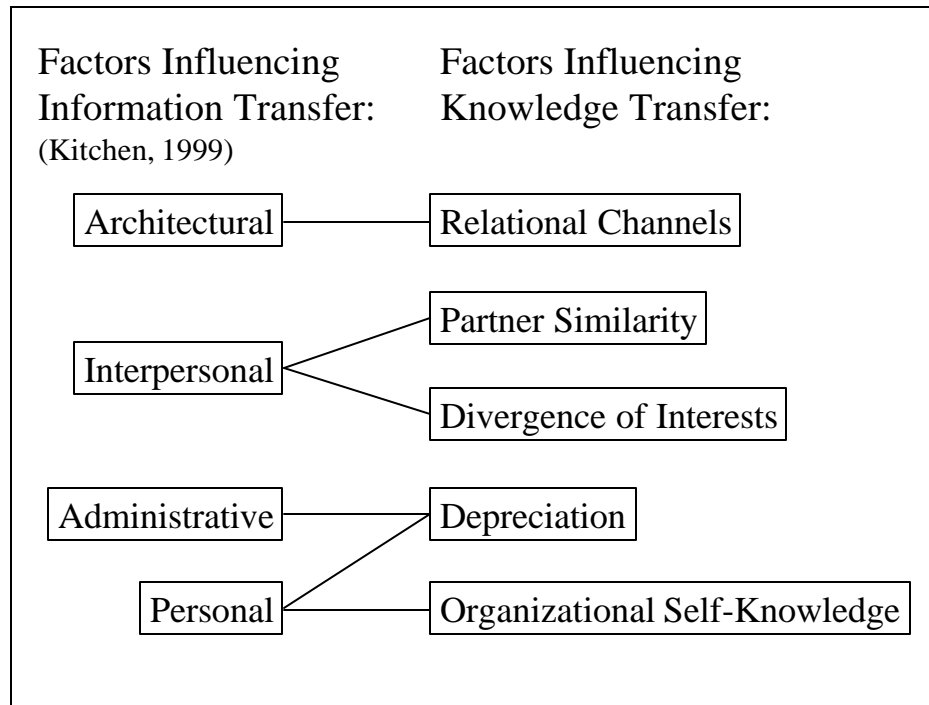 Factors Influencing
Information Transfer:
(Kitchen, 1999)
Factors Influencing
Knowledge Transfer:
Architectural
Relational Channels
Interpersonal
Partner Similarity
Divergence of Interests
Administrative
Depreciation
Personal
Organizational Self-Knowledge